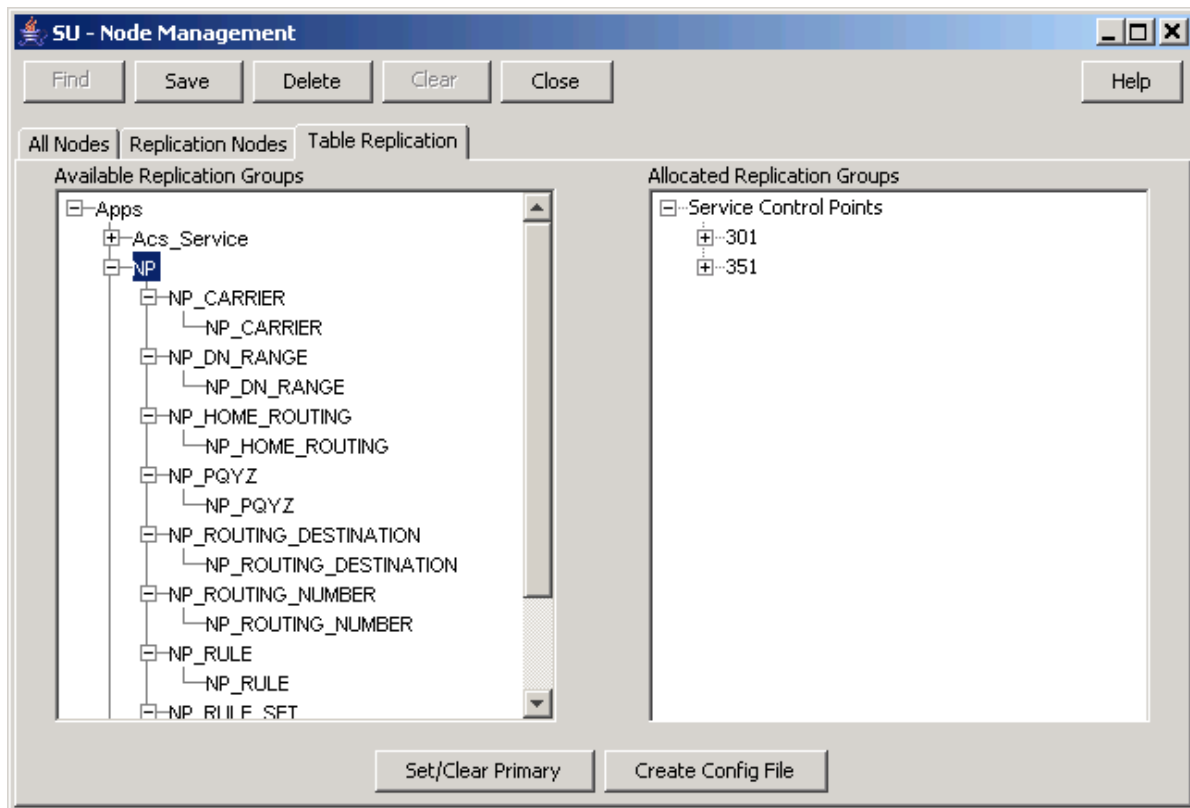 SU - Node Management
Find Save Delete Clear Close Help
All Nodes Replication Nodes Table Replication
Available Replication Groups
Apps
Acs_Service
NP
NP_CARRIER
NP_CARRIER
NP_DN_RANGE
NP_DN_RANGE
NP_HOME_ROUTING
NP_HOME_ROUTING
NP_PQYZ
NP_PQYZ
NP_ROUTING_DESTINATION
NP_ROUTING_DESTINATION
NP_ROUTING_NUMBER
NP_ROUTING_NUMBER
NP_RULE
NP_RULE
NP_RULE_SET
Allocated Replication Groups
Service Control Points
301
351
Set/Clear Primary Create Config File